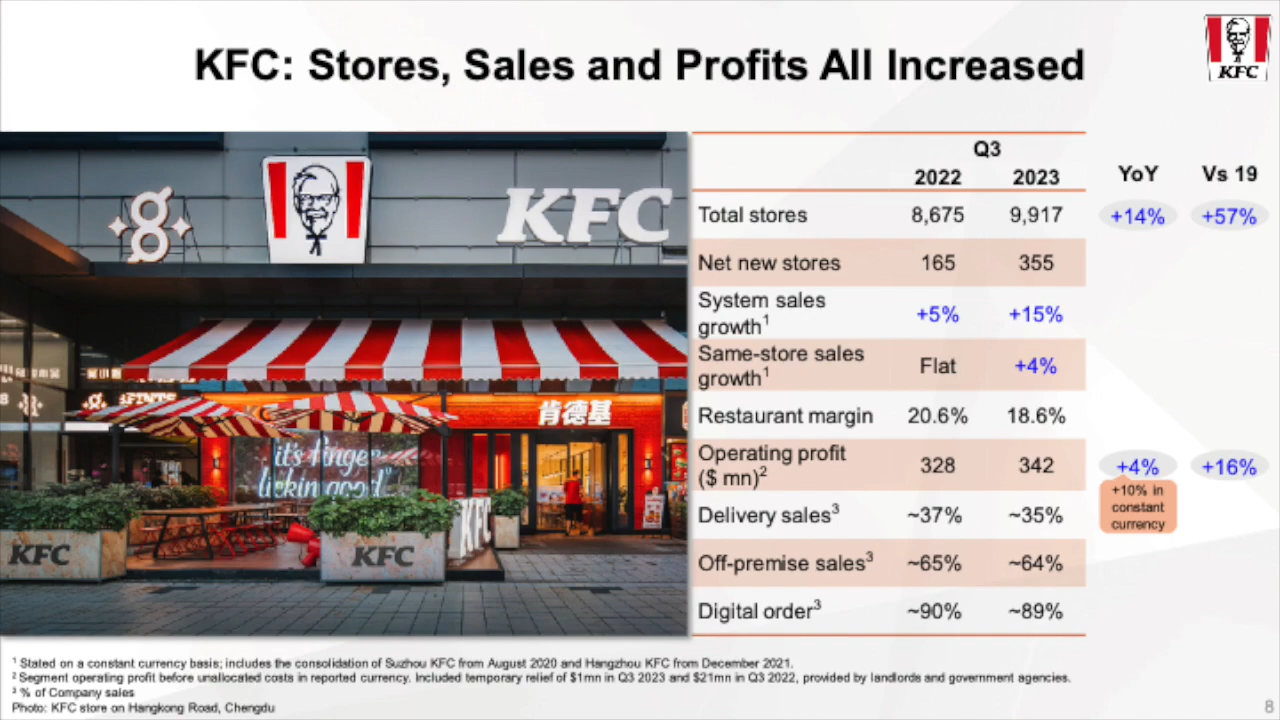 KFC: Stores, Sales and Profits All Increased
KFC
KFC
肯德基
it's finger
lickin good"
KFC
KFC
KFC
Q3
2022 2023 YoY Vs 19
Total stores 8,675 9,917 +14% +57%
Net new stores 165 355
System sales
growth¹ +5% +15%
Same-store sales
growth¹ Flat +4%
Restaurant margin 20.6% 18.6%
Operating profit
($ mn)² 328 342 +4% +16%
+10% in
constant
currency
Delivery sales³ ~37% ~35%
Off-premise sales³ ~65% ~64%
Digital order³ ~90% ~89%
¹ Stated on a constant currency basis; includes the consolidation of Suzhou KFC from August 2020 and Hangzhou KFC from December 2021.
² Segment operating profit before unallocated costs in reported currency. Included temporary relief of $1mn in Q3 2023 and $21mn in Q3 2022, provided by landlords and government agencies.
³ % of Company sales
Photo: KFC store on Hangkong Road, Chengdu
8